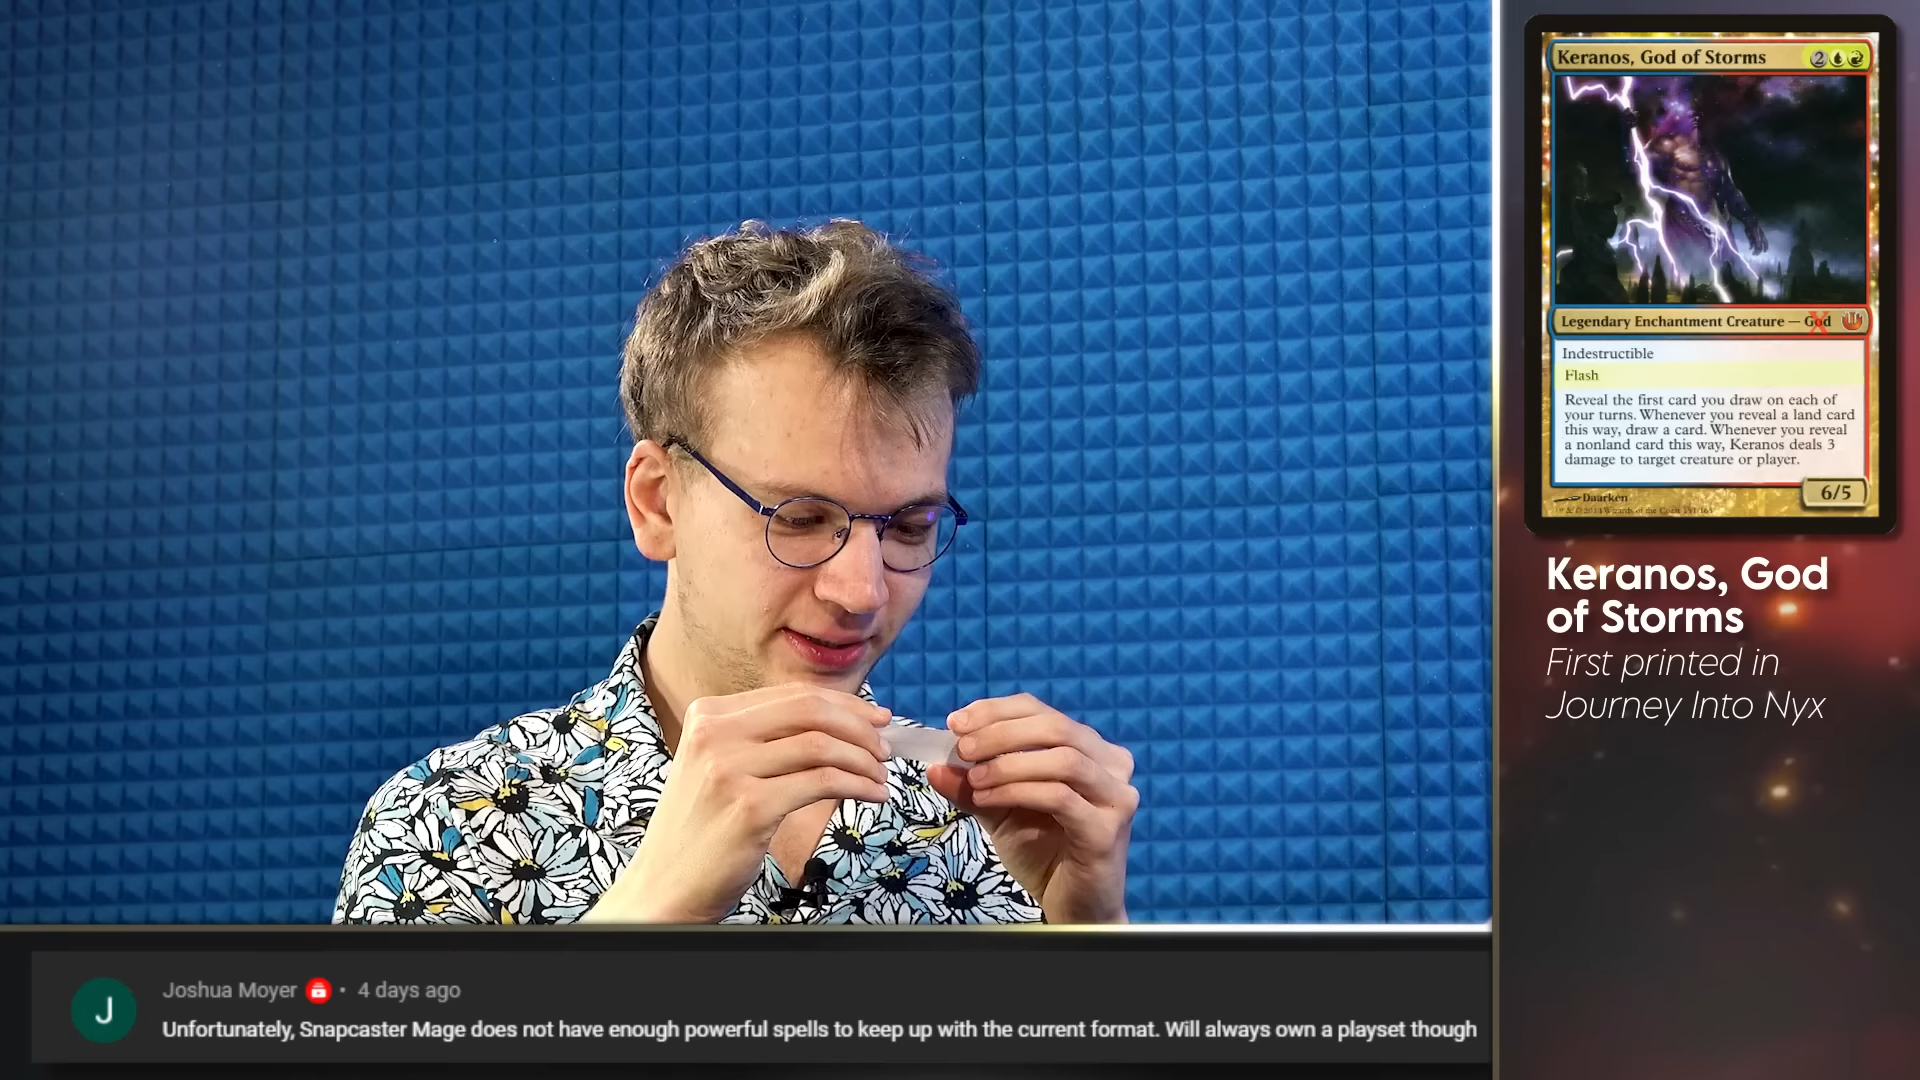 Keranos, God of Storms 2
Legendary Enchantment Creature — God
X
Indestructible
Flash
Reveal the first card you draw on each of
your turns. Whenever you reveal a land card
this way, draw a card. Whenever you reveal
a nonland card this way, Keranos deals 3
damage to target creature or player.
6/5
Daarken
Keranos, God
of Storms
First printed in
Journey Into Nyx
J
Joshua Moyer • 4 days ago
Unfortunately, Snapcaster Mage does not have enough powerful spells to keep up with the current format. Will always own a playset though